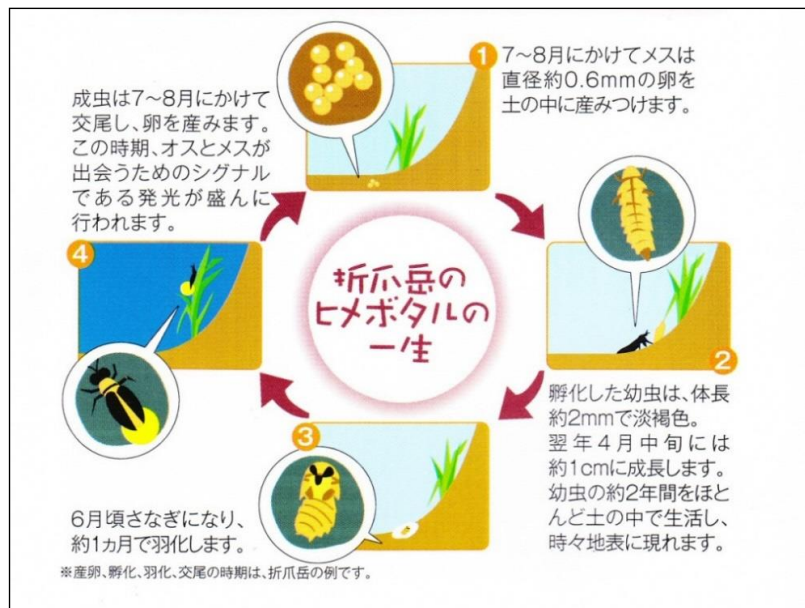 折爪岳の
ヒメボタルの
一生
1
7~8月にかけてメスは
直径約0.6mmの卵を
土の中に産みつけます。
2
孵化した幼虫は、体長
約2mmで淡褐色。
翌年4月中旬には
約1cmに成長します。
幼虫の約2年間をほと
んど土の中で生活し、
時々地表に現れます。
3
6月頃さなぎになり、
約1ヵ月で羽化します。
4
成虫は7~8月にかけて
交尾し、卵を産みます。
この時期、オスとメスが
出会うためのシグナル
である発光が盛んに
行われます。
※産卵、孵化、羽化、交尾の時期は、折爪岳の例です。